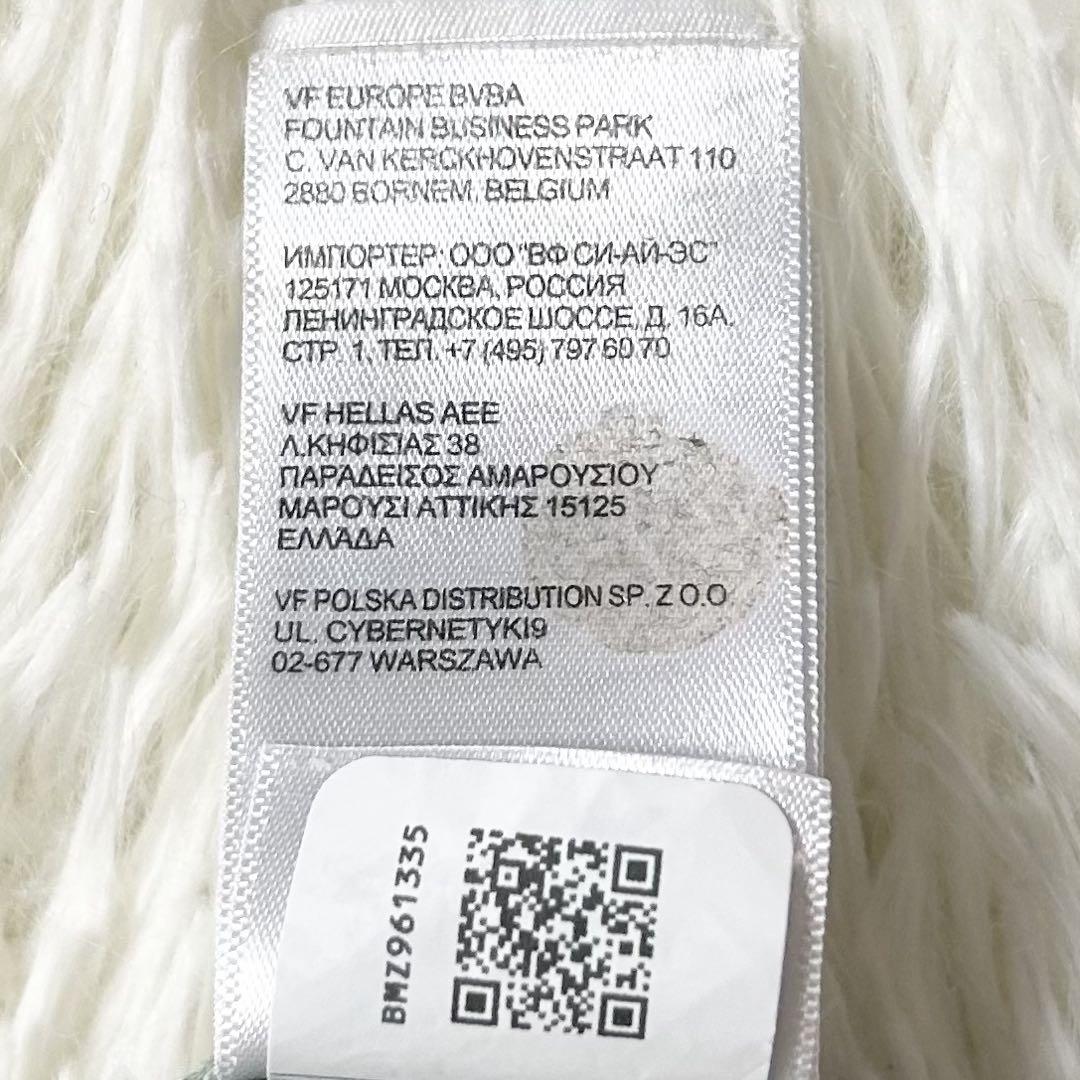 VF EUROPE BVBA
FOUNTAIN BUSINESS PARK
C. VAN KERCKHOVENSTRAAT 110
2880 BORNEM, BELGIUM
ИМПОРТЕР: ООО "ВФ СИ-АЙ-ЭС"
125171 МОСКВА, РОССИЯ
ЛЕНИНГРАДСКОЕ ШОССЕ, Д. 16А,
СТР. 1, ТЕЛ. +7 (495) 797 60 70
VF HELLAS AEE
Λ.ΚΗΦΙΣΙΑΣ 38
ΠΑΡΑΔΕΙΣΟΣ ΑΜΑΡΟΥΣΙΟΥ
ΜΑΡΟΥΣΙ ΑΤΤΙΚΗΣ 15125
ΕΛΛΑΔΑ
VF POLSKA DISTRIBUTION SP. Z O.O
UL. CYBERNETYKI9
02-677 WARSZAWA
BMZ961335